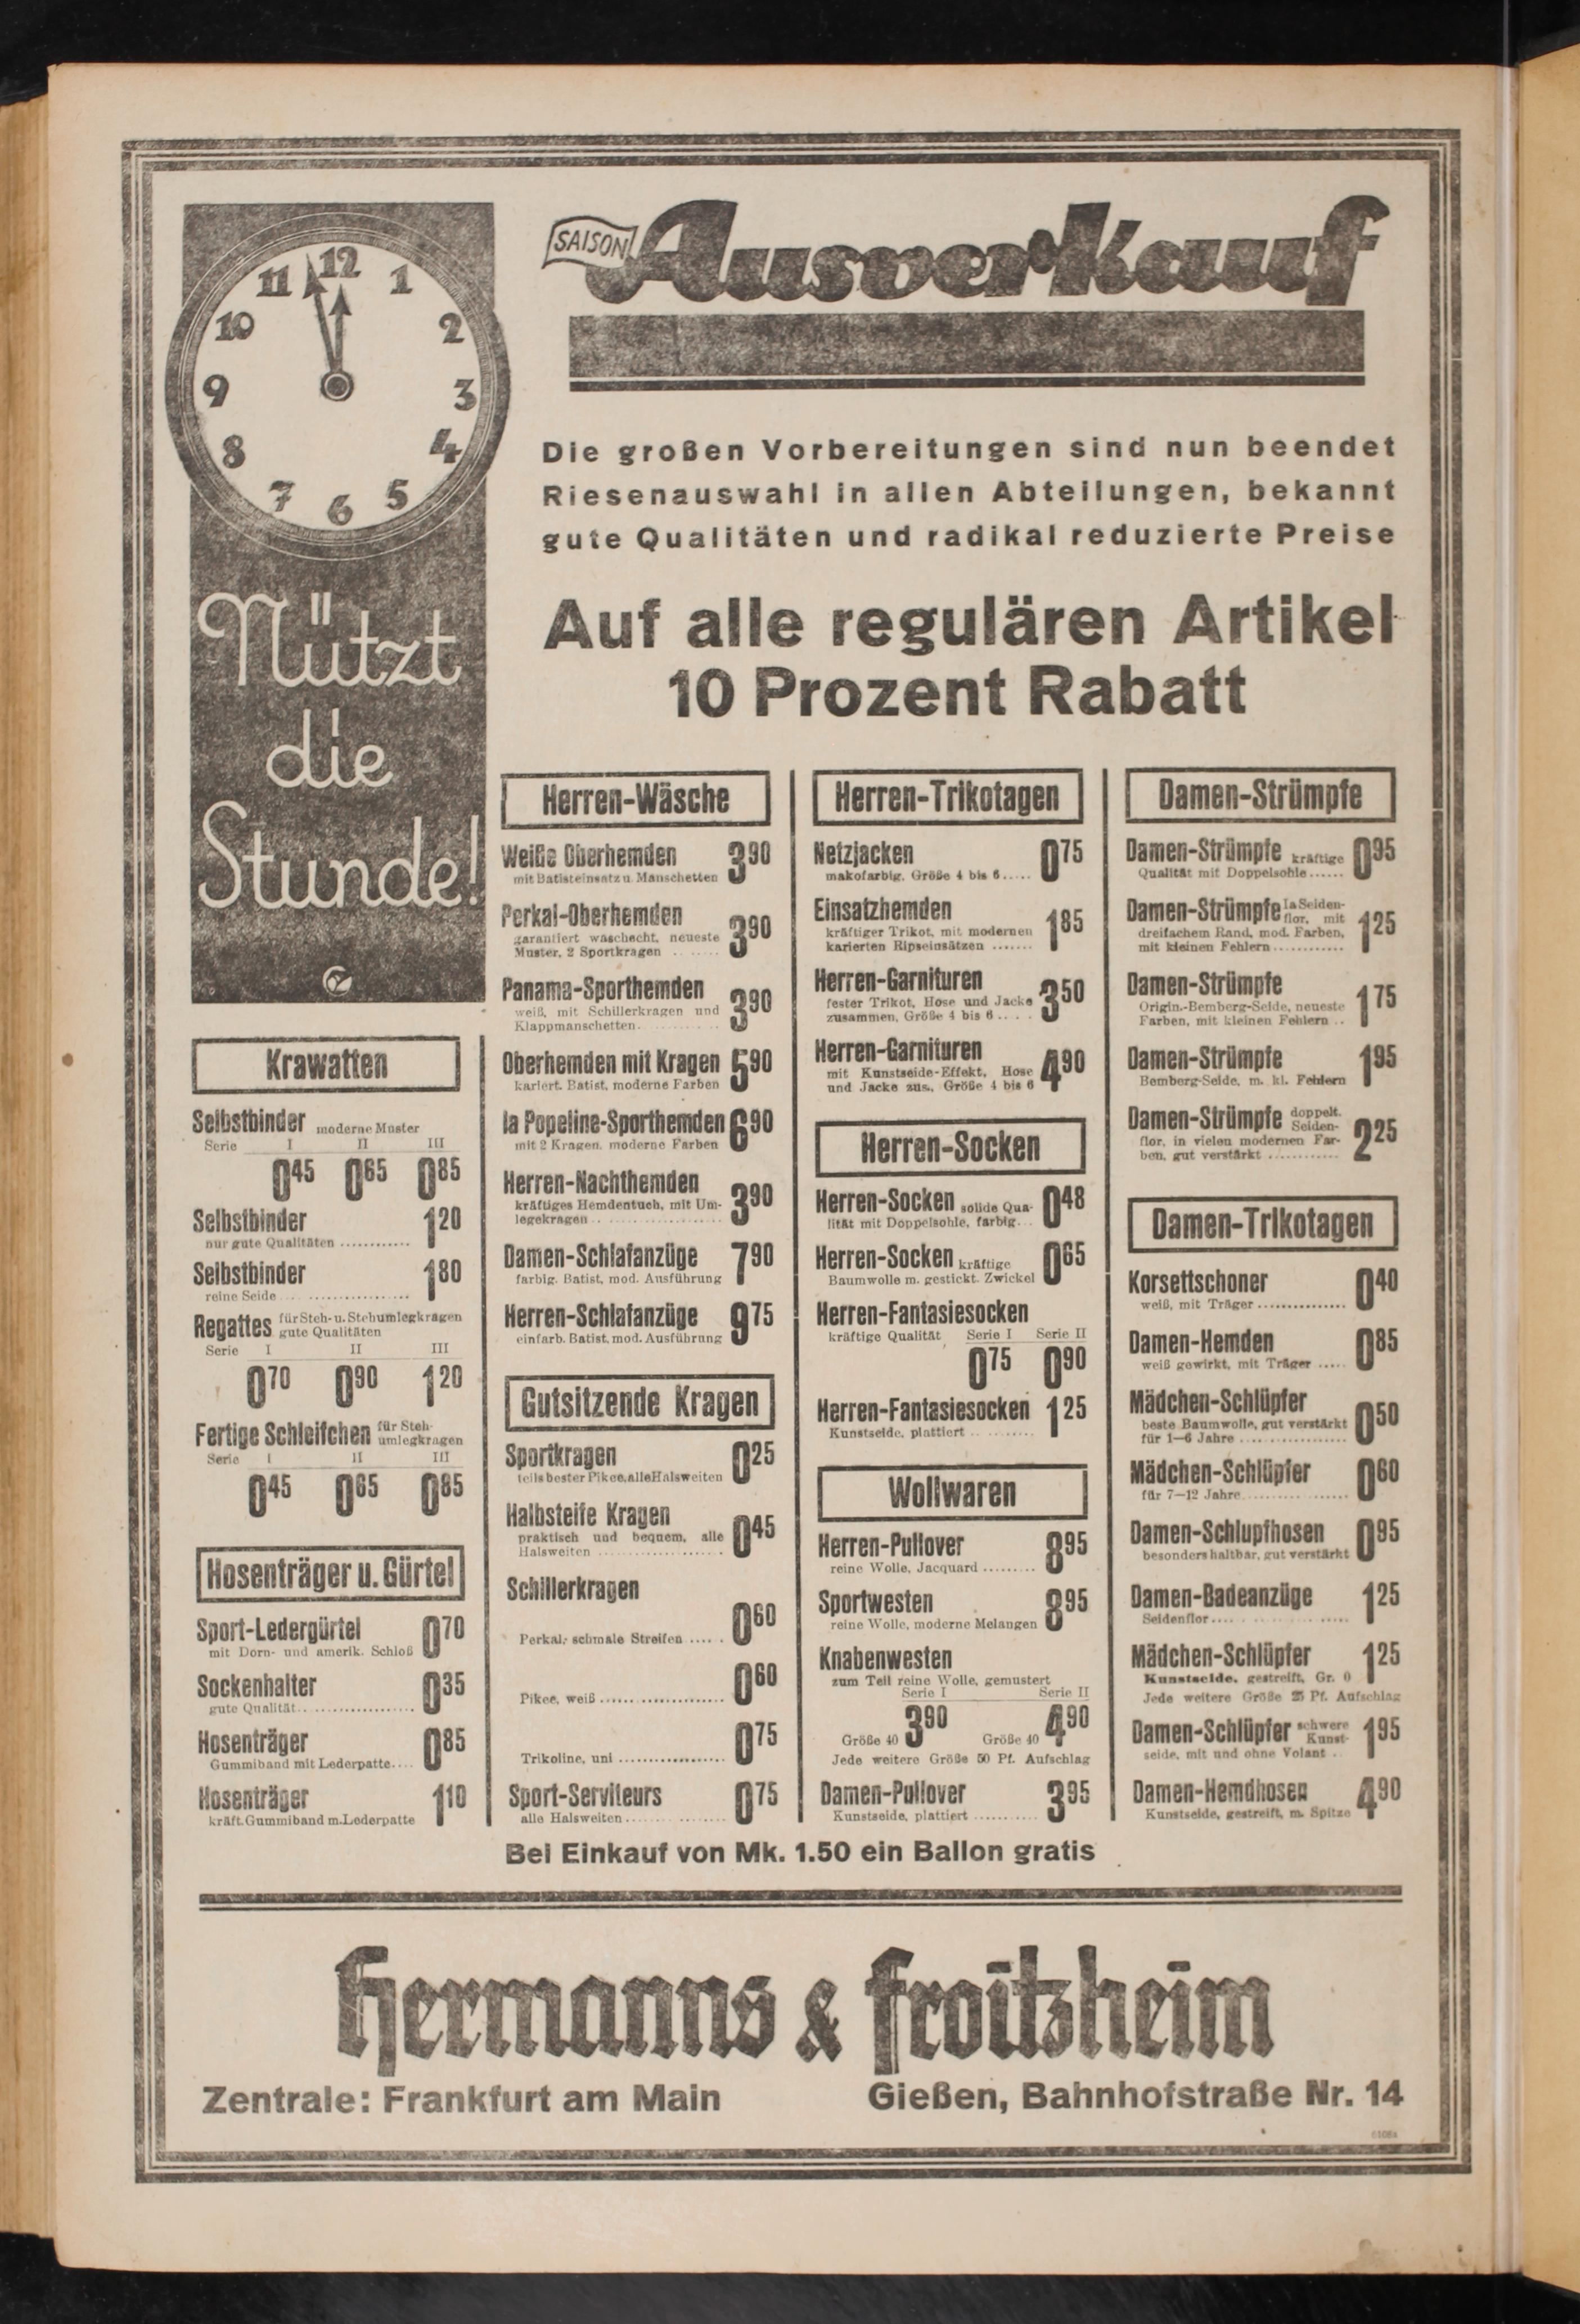 12
11
1
10
2
9
3
8
4
7
6
5
Nützt
die
Stunde!
SAISON
Ausverkauf
Die großen Vorbereitungen sind nun beendet
Riesenauswahl in allen Abteilungen, bekannt
gute Qualitäten und radikal reduzierte Preise
Auf alle regulären Artikel
10 Prozent Rabatt
Krawatten
Selbstbinder moderne Muster
Serie I II III
0 45 0 65 0 85
Selbstbinder 1 20
nur gute Qualitäten ............
Selbstbinder 1 80
reine Seide ....................
Regattes für Steh- u. Stehumlegkragen
gute Qualitäten
Serie I II III
0 70 0 90 1 20
Fertige Schleifchen für Steh-
umlegkragen
Serie I II III
0 45 0 65 0 85
Hosenträger u. Gürtel
Sport-Ledergürtel 0 70
mit Dorn- und amerik. Schloß
Sockenhalter 0 35
gute Qualität...................
Hosenträger 0 85
Gummiband mit Lederpatte....
Hosenträger 1 10
kräft. Gummiband m. Lederpatte
Herren-Wäsche
Weiße Oberhemden 3 90
mit Batisteinsatz u. Manschetten
Perkal-Oberhemden 3 90
garantiert waschecht, neueste
Muster, 2 Sportkragen ........
Panama-Sporthemden 3 90
weiß, mit Schillerkragen und
Klappmanschetten.............
Oberhemden mit Kragen 5 90
kariert. Batist, moderne Farben
Ia Popeline-Sporthemden 6 90
mit 2 Kragen, moderne Farben
Herren-Nachthemden 3 90
kräftiges Hemdentuch, mit Um-
legekragen ....................
Damen-Schlafanzüge 7 90
farbig. Batist, mod. Ausführung
Herren-Schlafanzüge 9 75
einfarb. Batist, mod. Ausführung
Gutsitzende Kragen
Sportkragen 0 25
teils bester Pikee, alle Halsweiten
Halbsteife Kragen 0 45
praktisch und bequem, alle
Halsweiten ....................
Schillerkragen
Perkal, schmale Streifen ..... 0 60
Pikee, weiß .................... 0 60
Trikoline, uni ................. 0 75
Sport-Serviteurs 0 75
alle Halsweiten ................
Herren-Trikotagen
Netzjacken 0 75
makofarbig, Größe 4 bis 6.....
Einsatzhemden 1 85
kräftiger Trikot, mit modernen
karierten Ripseinsätzen .......
Herren-Garnituren 3 50
fester Trikot, Hose und Jacke
zusammen, Größe 4 bis 6 ....
Herren-Garnituren 4 90
mit Kunstseide-Effekt, Hose
und Jacke zus., Größe 4 bis 6
Herren-Socken
Herren-Socken solide Qua- 0 48
lität mit Doppelsohle, farbig...
Herren-Socken kräftige 0 65
Baumwolle m. gestickt. Zwickel
Herren-Fantasiesocken
kräftige Qualität Serie I Serie II
0 75 0 90
Herren-Fantasiesocken 1 25
Kunstseide, plattiert ..........
Wollwaren
Herren-Pullover 8 95
reine Wolle, Jacquard .........
Sportwesten 8 95
reine Wolle, moderne Melangen
Knabenwesten
zum Teil reine Wolle, gemustert
Serie I Serie II
Größe 40 3 90 Größe 40 4 90
Jede weitere Größe 50 Pf. Aufschlag
Damen-Pullover 3 95
Kunstseide, plattiert ..........
Damen-Strümpfe
Damen-Strümpfe kräftige 0 95
Qualität mit Doppelsohle......
Damen-Strümpfe Ia Seiden- 1 25
flor, mit
dreifachem Rand, mod. Farben,
mit kleinen Fehlern............
Damen-Strümpfe 1 75
Origin.-Bemberg-Seide, neueste
Farben, mit kleinen Fehlern ..
Damen-Strümpfe 1 95
Bemberg-Seide, m. kl. Fehlern
Damen-Strümpfe doppelt. 2 25
Seiden-
flor, in vielen modernen Far-
ben, gut verstärkt ............
Damen-Trikotagen
Korsettschoner 0 40
weiß, mit Träger ...............
Damen-Hemden 0 85
weiß gewirkt, mit Träger .....
Mädchen-Schlüpfer 0 50
beste Baumwolle, gut verstärkt
für 1—6 Jahre ..................
Mädchen-Schlüpfer 0 60
für 7—12 Jahre..................
Damen-Schlupfhosen 0 95
besonders haltbar, gut verstärkt
Damen-Badeanzüge 1 25
Seidenflor......................
Mädchen-Schlüpfer 1 25
Kunstseide, gestreift, Gr. 0
Jede weitere Größe 25 Pf. Aufschlag
Damen-Schlüpfer schwere 1 95
Kunst-
seide, mit und ohne Volant ..
Damen-Hemdhosen 4 90
Kunstseide, gestreift, m. Spitze
Bei Einkauf von Mk. 1.50 ein Ballon gratis
Hermanns & Froitzheim
Zentrale: Frankfurt am Main Gießen, Bahnhofstraße Nr. 14